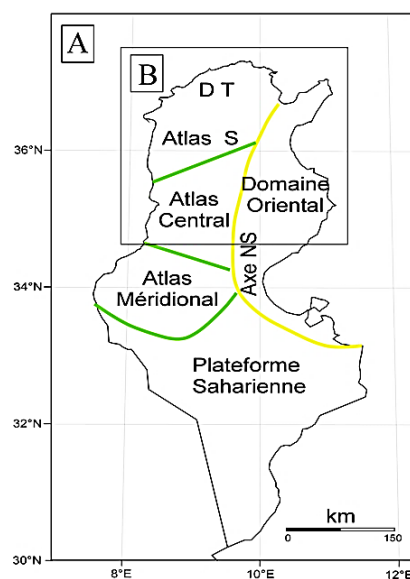 A
B
D T
Atlas S
Atlas
Central
Domaine
Oriental
Axe NS
Atlas
Méridional
Plateforme
Saharienne
km
0 150
36°N
34°N
32°N
30°N
8°E 10°E 12°E